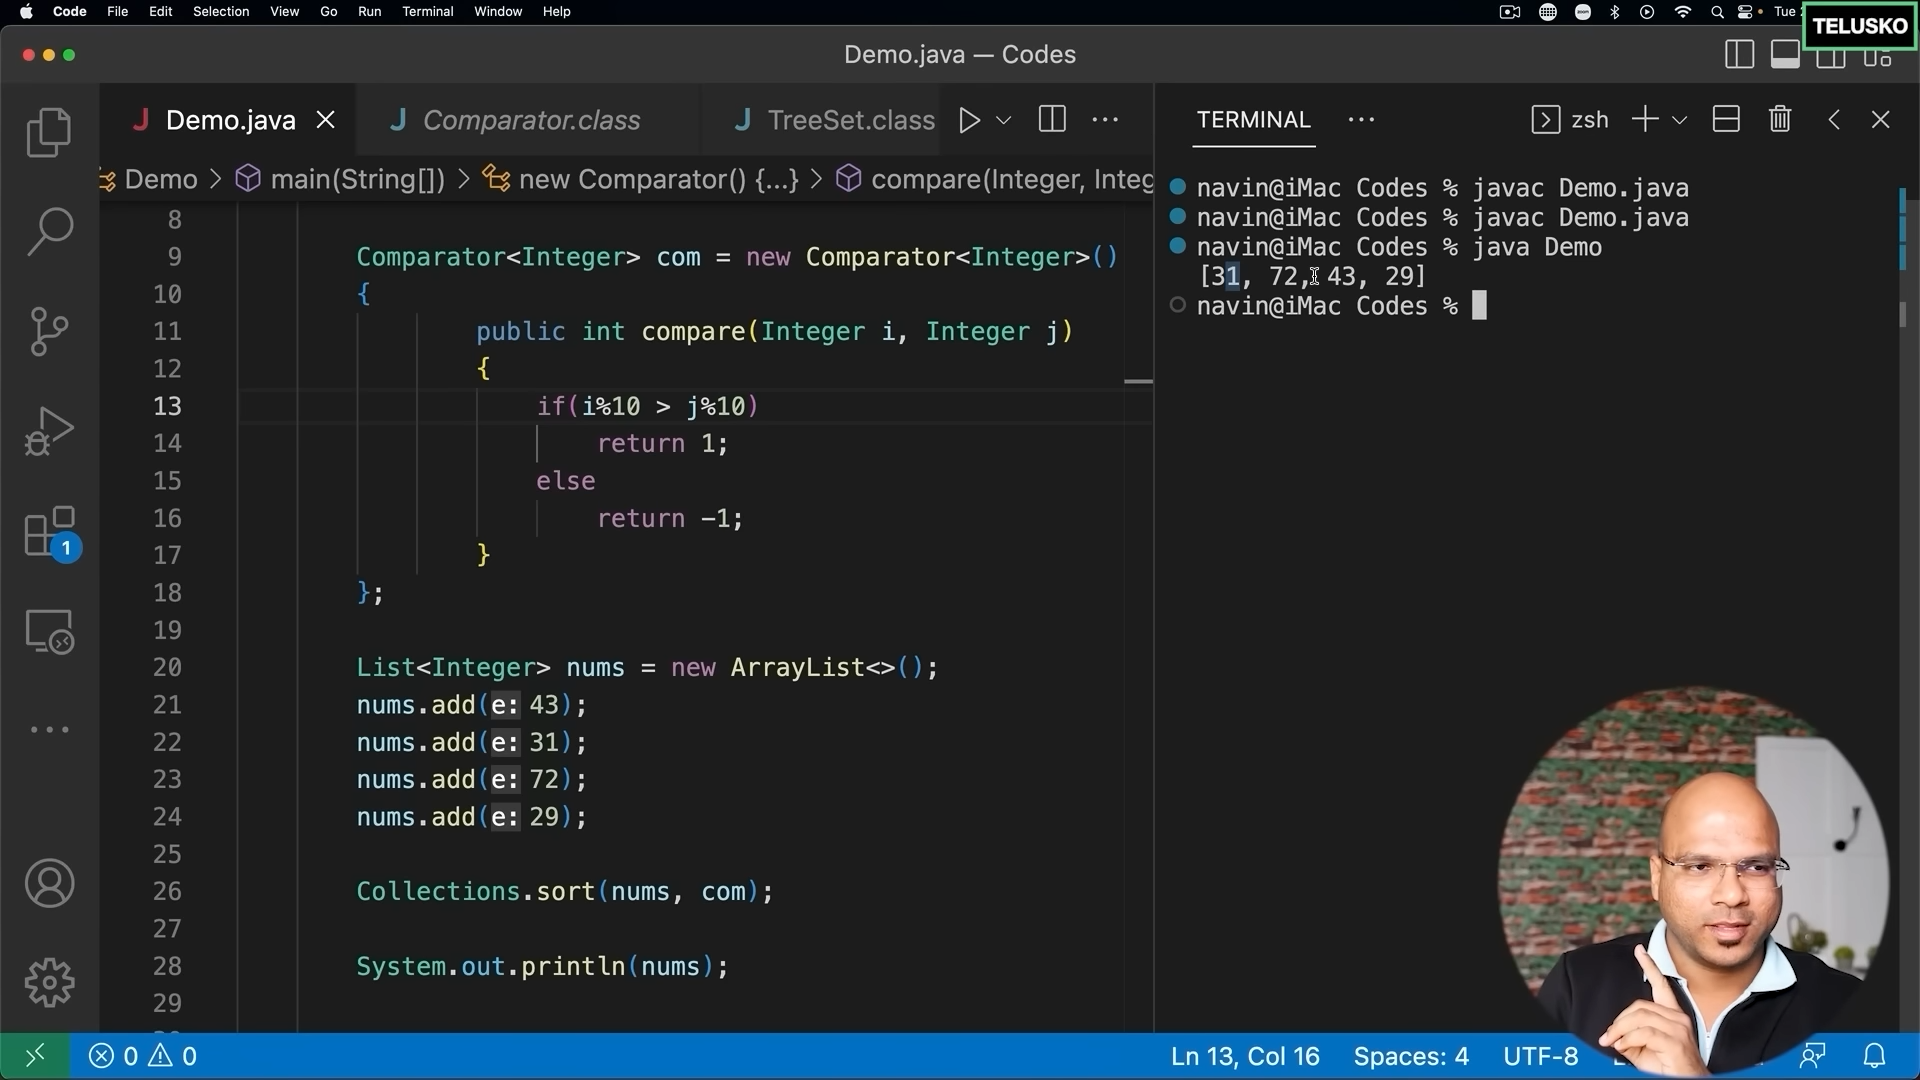 Code File Edit Selection View Go Run Terminal Window Help
Tue
TELUSKO
Demo.java — Codes
Demo.java
Comparator.class
TreeSet.class
Demo > main(String[]) > new Comparator() {...} > compare(Integer, Integ
8
9 Comparator<Integer> com = new Comparator<Integer>()
10 {
11 public int compare(Integer i, Integer j)
12 {
13 if(i%10 > j%10)
14 return 1;
15 else
16 return -1;
17 }
18 };
19
20 List<Integer> nums = new ArrayList<>();
21 nums.add(e: 43);
22 nums.add(e: 31);
23 nums.add(e: 72);
24 nums.add(e: 29);
25
26 Collections.sort(nums, com);
27
28 System.out.println(nums);
29
TERMINAL
zsh
navin@iMac Codes % javac Demo.java
navin@iMac Codes % javac Demo.java
navin@iMac Codes % java Demo
[31, 72, 43, 29]
navin@iMac Codes %
1
0 0
Ln 13, Col 16 Spaces: 4 UTF-8